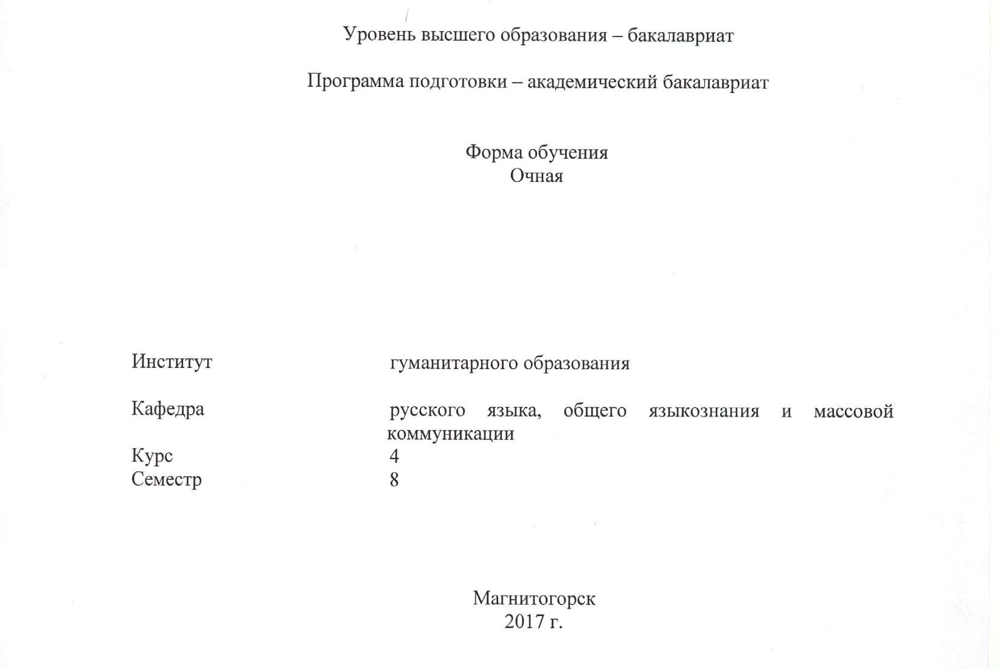 Уровень высшего образования – бакалавриат
Программа подготовки – академический бакалавриат
Форма обучения
Очная
Институт гуманитарного образования
Кафедра русского языка, общего языкознания и массовой
коммуникации
Курс 4
Семестр 8
Магнитогорск
2017 г.